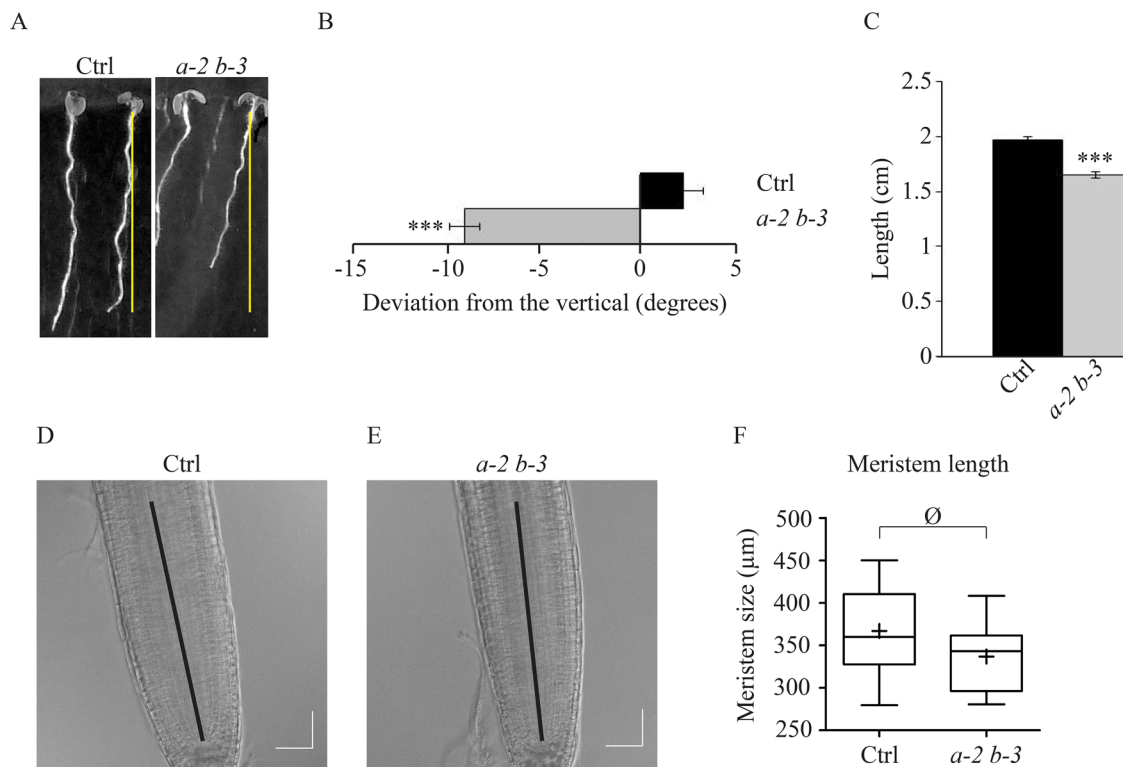 A
Ctrl
a-2 b-3
B
Ctrl
a-2 b-3
***
-15
-10
-5
0
5
Deviation from the vertical (degrees)
C
Length (cm)
3
2.5
2
1.5
1
2.5
0
***
Ctrl
a-2 b-3
D
Ctrl
E
a-2 b-3
F
Meristem length
Ø
Meristem size (µm)
500
450
400
350
300
250
Ctrl
a-2 b-3